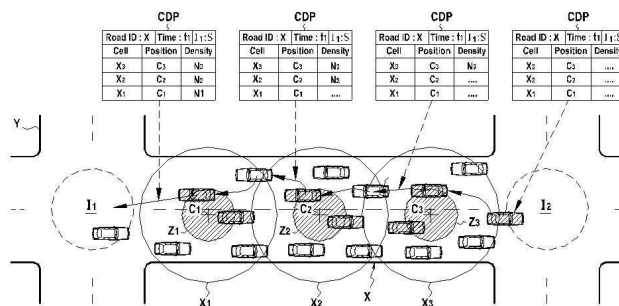 CDP CDP CDP CDP
Road ID : X Time : t1 I1:S Road ID : X Time : t1 I1:S Road ID : X Time : t1 I1:S Road ID : X Time : t1 I1:S
Cell Position Density Cell Position Density Cell Position Density Cell Position Density
X3 C3 N3 X3 C3 N3 X3 C3 N3 X3 C3 ....
X2 C2 N2 X2 C2 N2 X2 C2 .... X2 C2 ....
X1 C1 N1 X1 C1 .... X1 C1 .... X1 C1 ....
Y
I1 C1 C2 C3 I2
Z1 Z2 Z3
X1 X2 X X3